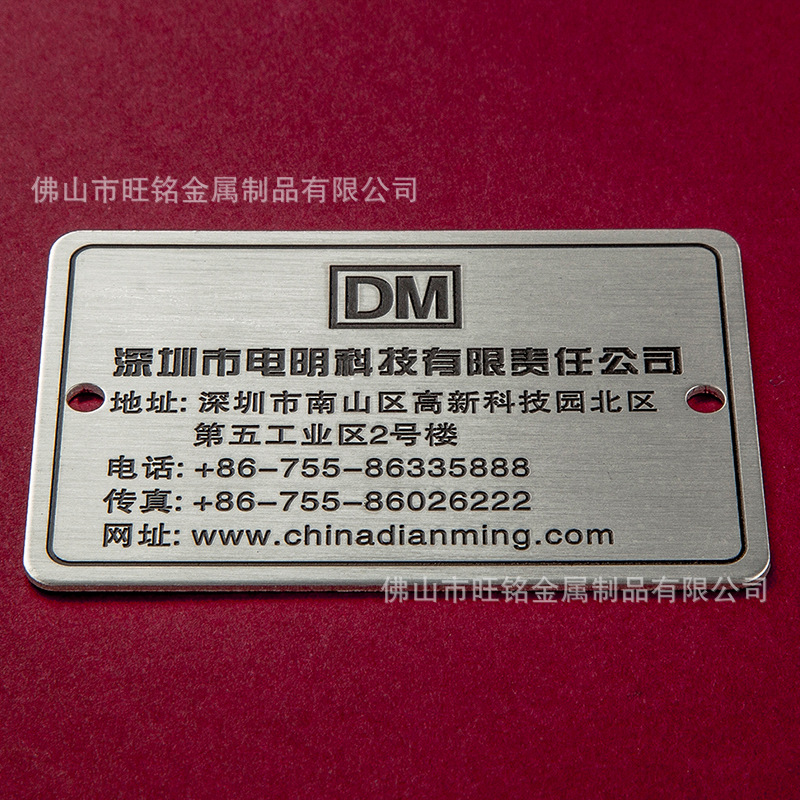 佛山市旺铭金属制品有限公司
DM
深圳市电明科技有限责任公司
地址: 深圳市南山区高新科技园北区
第五工业区2号楼
电话: +86-755-86335888
传真: +86-755-86026222
网址: www.chinadianming.com
佛山市旺铭金属制品有限公司